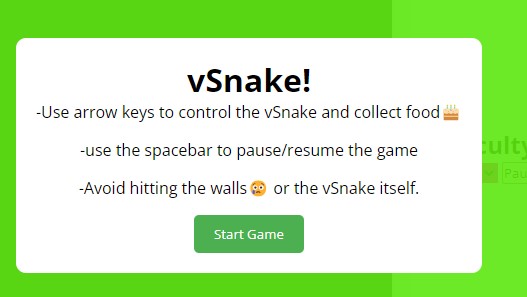 vSnake!
-Use arrow keys to control the vSnake and collect food🎂
-use the spacebar to pause/resume the game
-Avoid hitting the walls😢 or the vSnake itself.
Start Game
culty
Pau